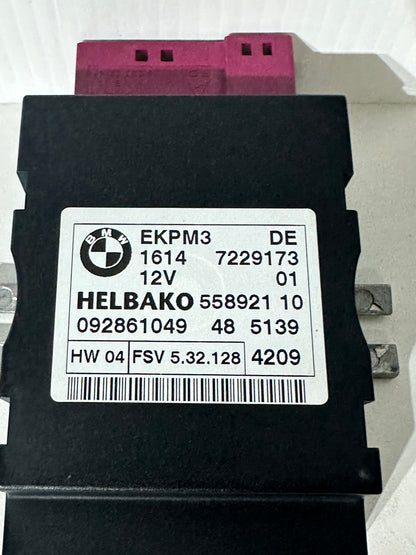 BMW
EKPM3 DE
1614 7229173
12V 01
HELBAKO 558921 10
092861049 48 5139
HW 04 FSV 5.32.128 4209